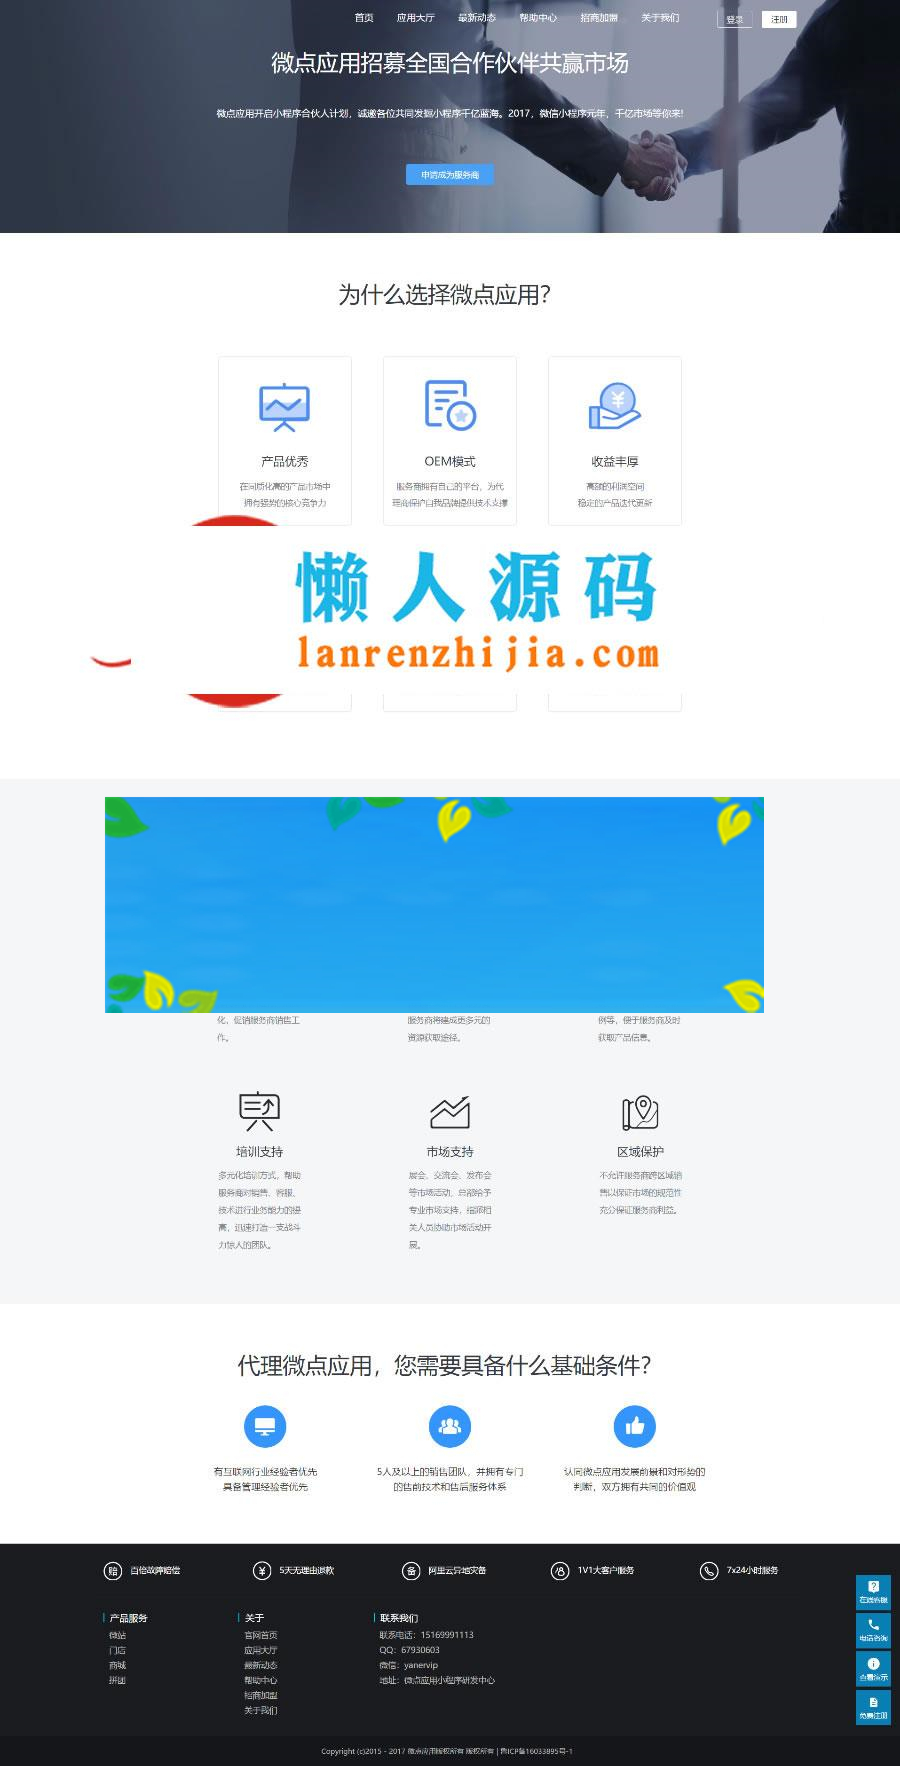 首页 应用大厅 最新动态 帮助中心 招商加盟 关于我们 登录 注册
微点应用招募全国合作伙伴共赢市场
微点应用开启小程序合伙人计划，诚邀各位共同发掘小程序千亿蓝海。2017，微信小程序元年，千亿市场等你来!
申请成为服务商
为什么选择微点应用?
产品优秀
在同质化高的产品市场中
拥有强势的核心竞争力
OEM模式
服务商拥有自己的平台，为代
理商保护自我品牌提供技术支撑
收益丰厚
高额的利润空间
稳定的产品迭代更新
懒人源码
lanrenzhijia.com
化，促销服务商销售工
作。
服务商将建成更多元的
资源获取途径。
例等，便于服务商及时
获取产品信息。
培训支持
多元化培训方式，帮助
服务商对销售、客服、
技术进行业务能力的提
高，迅速打造一支战斗
力惊人的团队。
市场支持
展会、交流会、发布会
等市场活动，总部给予
专业市场支持，指派相
关人员协助市场活动开
展。
区域保护
不允许服务商跨区域销
售以保证市场的规范性
充分保证服务商利益。
代理微点应用，您需要具备什么基础条件?
有互联网行业经验者优先
具备管理经验者优先
5人及以上的销售团队，并拥有专门
的售前技术和售后服务体系
认同微点应用发展前景和对形势的
判断，双方拥有共同的价值观
赔 百倍故障赔偿
¥ 5天无理由退款
备 阿里云异地灾备
1V1大客户服务
7x24小时服务
产品服务
微站
门店
商城
拼团
关于
官网首页
应用大厅
最新动态
帮助中心
招商加盟
关于我们
联系我们
联系电话：15169991113
QQ：67930603
微信：yanervip
地址：微点应用小程序研发中心
在线客服
电话咨询
查看演示
免费注册
Copyright (c)2015 - 2017 微点应用版权所有 版权所有 | 鲁ICP备16033895号-1